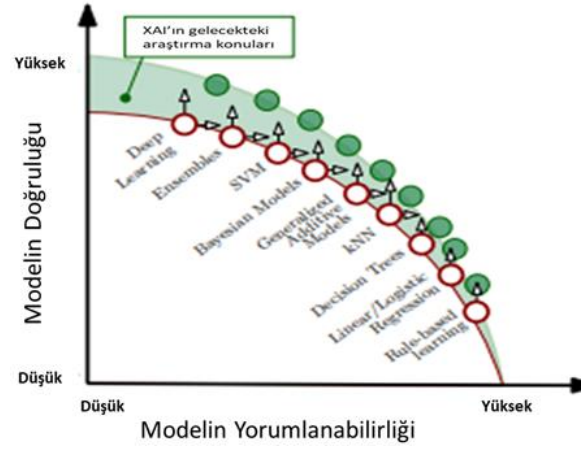 XAI'ın gelecekteki
araştırma konuları
Yüksek
Modelin Doğruluğu
Deep
Learning
Ensembles
SVM
Bayesian Models
Generalized
Additive
Models
kNN
Decision Trees
Linear/Logistic
Regression
Rule-based
learning
Düşük
Düşük
Yüksek
Modelin Yorumlanabilirliği